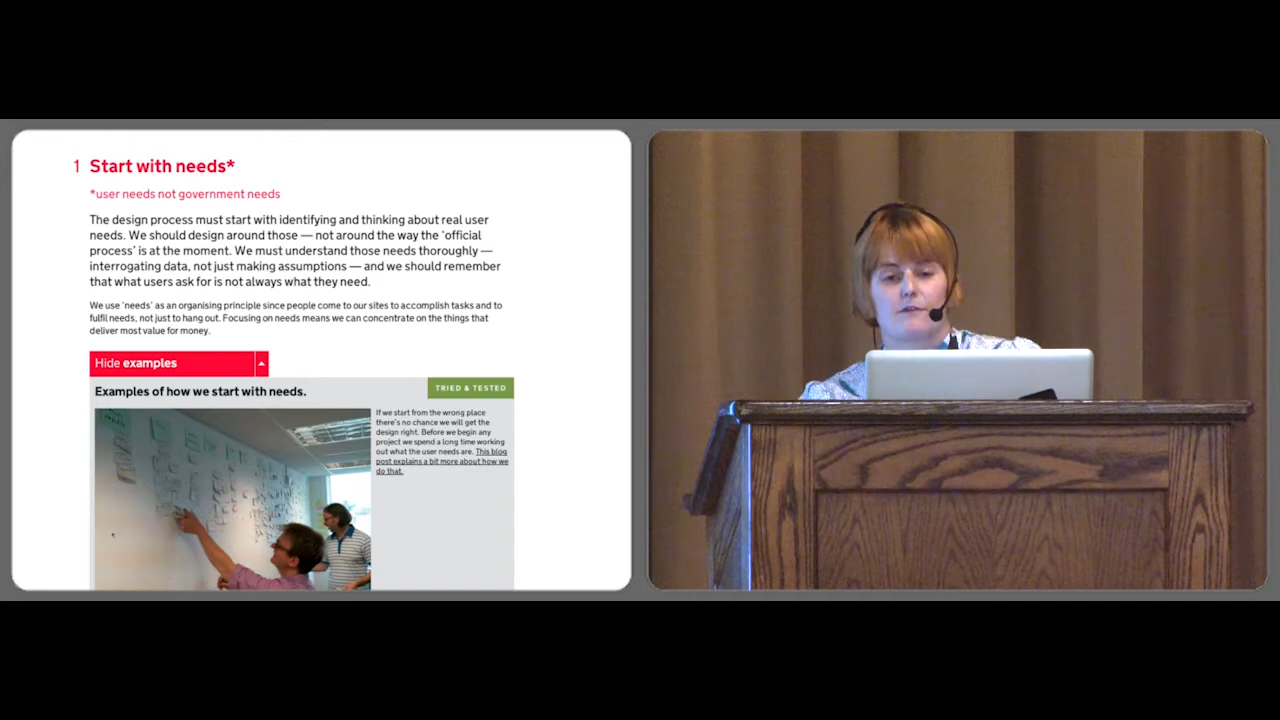 1 Start with needs*
*user needs not government needs
The design process must start with identifying and thinking about real user
needs. We should design around those — not around the way the ‘official
process’ is at the moment. We must understand those needs thoroughly —
interrogating data, not just making assumptions — and we should remember
that what users ask for is not always what they need.
We use ‘needs’ as an organising principle since people come to our sites to accomplish tasks and to
fulfil needs, not just to hang out. Focusing on needs means we can concentrate on the things that
deliver most value for money.
Hide examples
Examples of how we start with needs.
TRIED & TESTED
If we start from the wrong place
there’s no chance we will get the
design right. Before we begin any
project we spend a long time working
out what the user needs are. This blog
post explains a bit more about how we
do that.